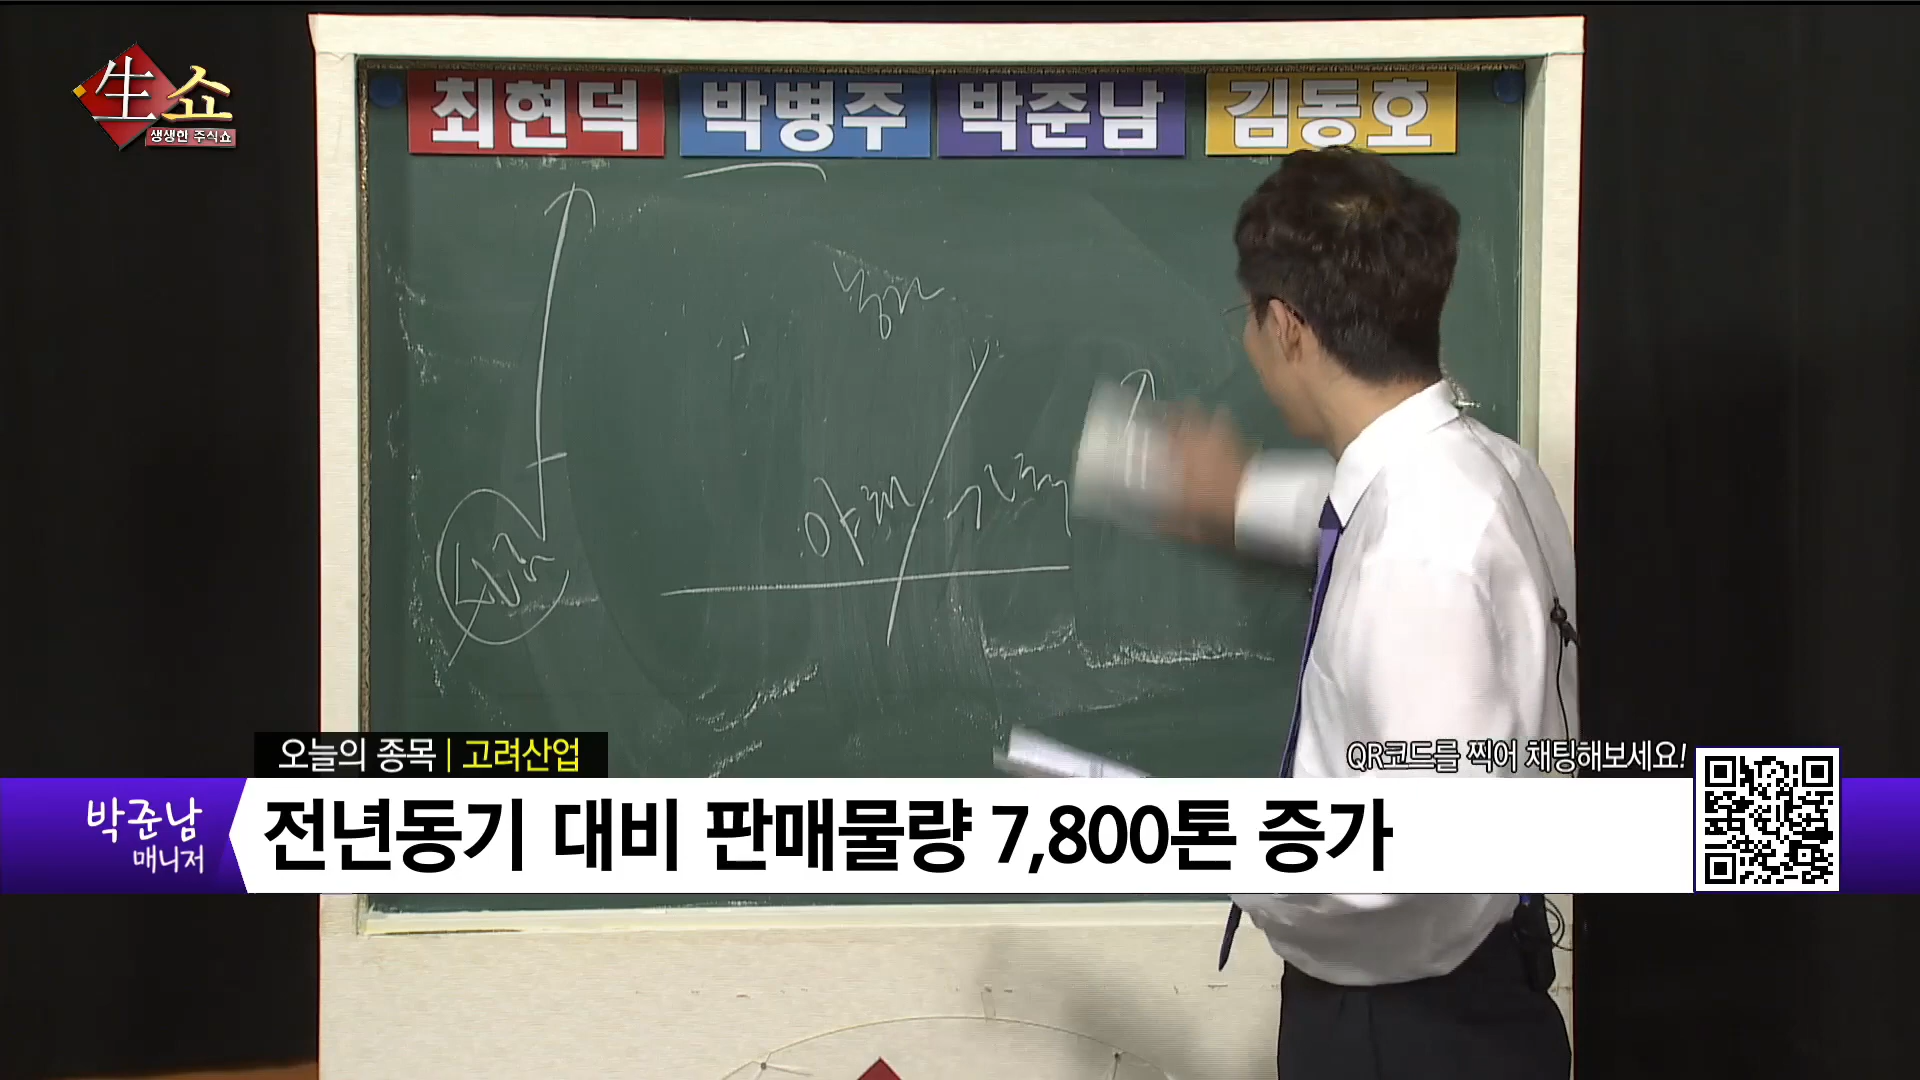 生쇼
생생한 주식쇼
최현덕 박병주 박준남 김동호
오늘의 종목 | 고려산업
QR코드를 찍어 채팅해보세요!
박준남
매니저
전년동기 대비 판매물량 7,800톤 증가